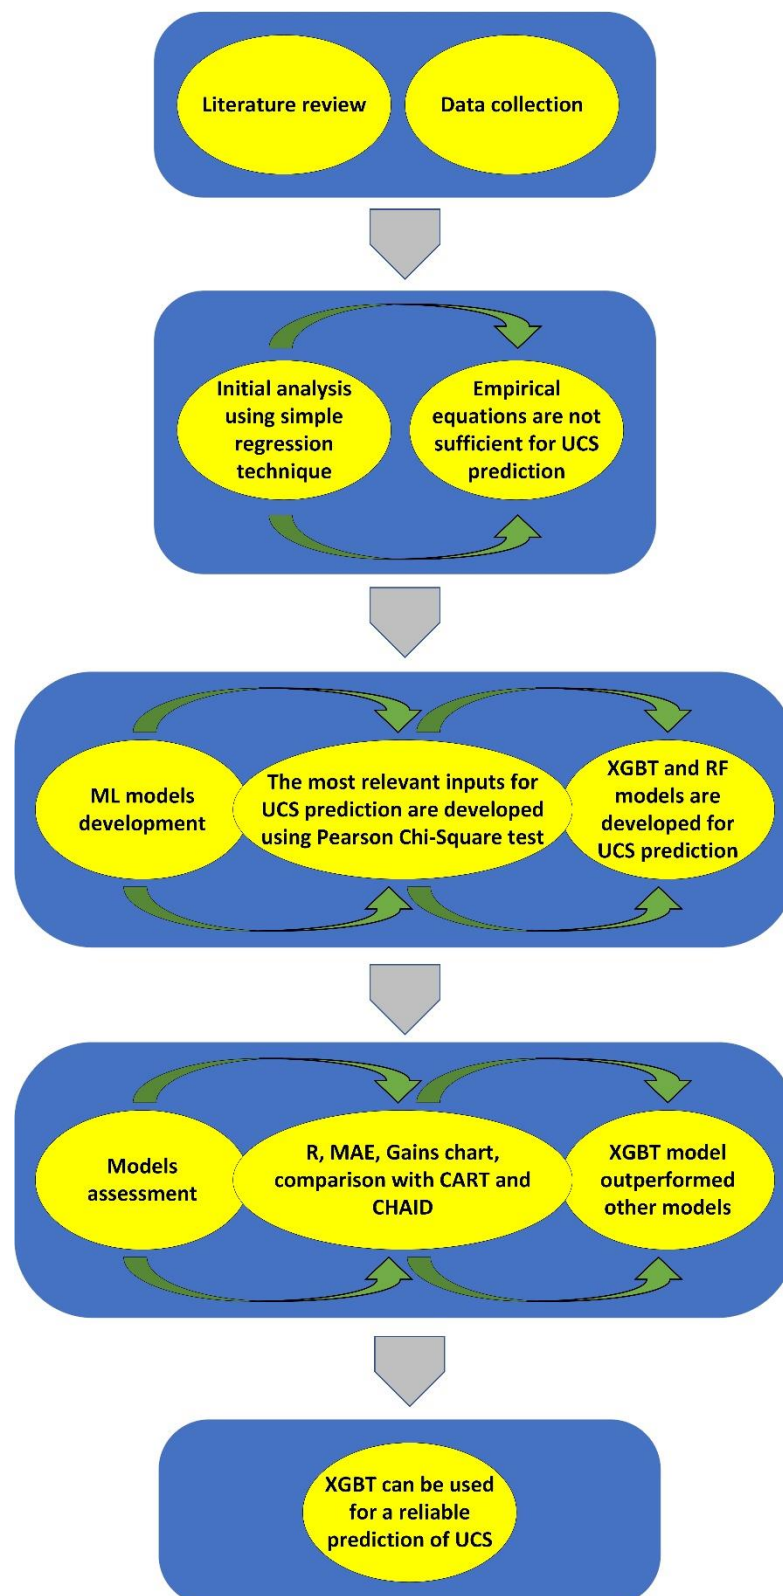 Literature review
Data collection
Initial analysis
using simple
regression
technique
Empirical
equations are not
sufficient for UCS
prediction
ML models
development
The most relevant inputs for
UCS prediction are developed
using Pearson Chi-Square test
XGBT and RF
models are
developed for
UCS prediction
Models
assessment
R, MAE, Gains chart,
comparison with CART and
CHAID
XGBT model
outperformed
other models
XGBT can be used
for a reliable
prediction of UCS